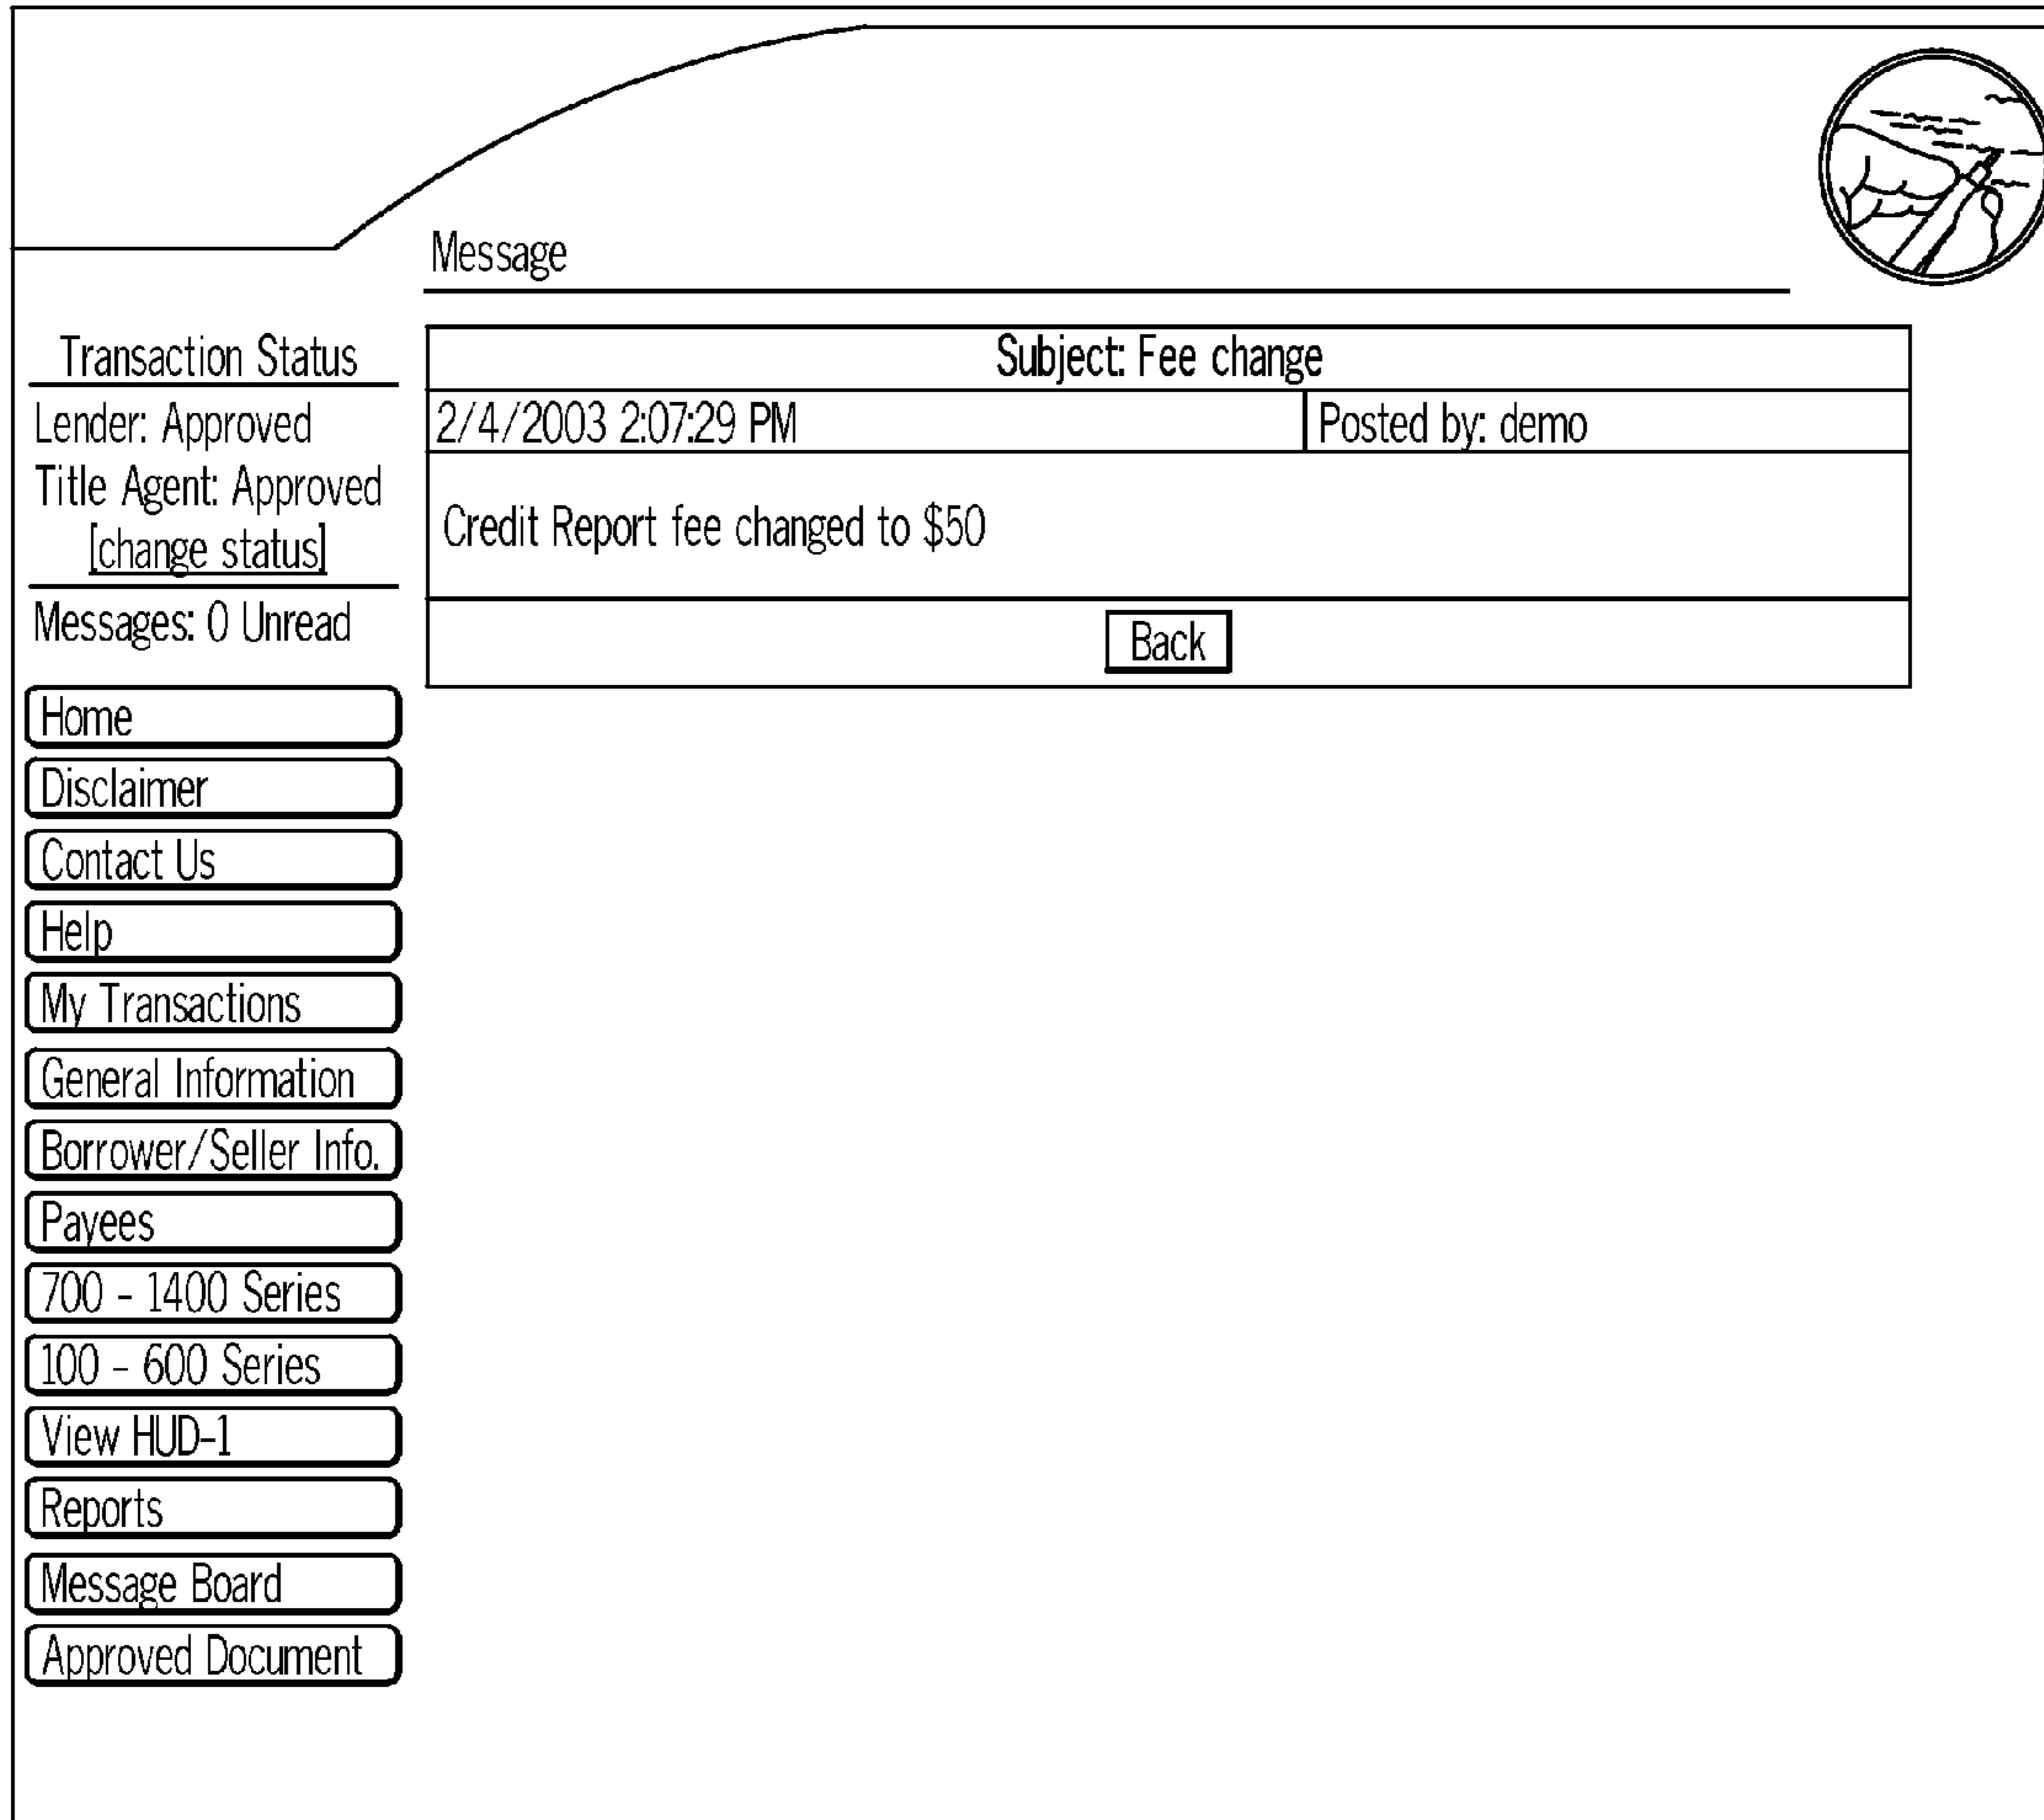 Message
Transaction Status
Lender: Approved
Title Agent: Approved
[change status]
Messages: 0 Unread
Subject: Fee change
2/4/2003 2:07:29 PM
Posted by: demo
Credit Report fee changed to $50
Back
Home
Disclaimer
Contact Us
Help
My Transactions
General Information
Borrower/Seller Info.
Payees
700 - 1400 Series
100 - 600 Series
View HUD-1
Reports
Message Board
Approved Document